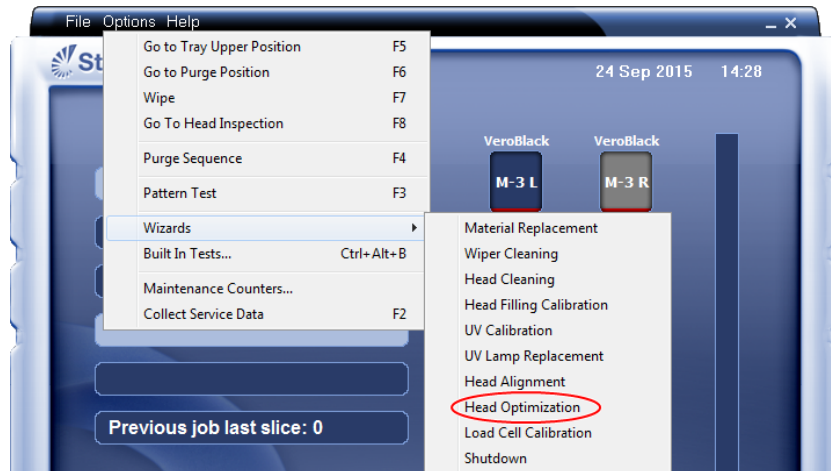 File Options Help
St
24 Sep 2015 14:28
Go to Tray Upper Position F5
Go to Purge Position F6
Wipe F7
Go To Head Inspection F8
Purge Sequence F4
Pattern Test F3
Wizards
Built In Tests... Ctrl+Alt+B
Maintenance Counters...
Collect Service Data F2
VeroBlack VeroBlack
M-3 L M-3 R
Material Replacement
Wiper Cleaning
Head Cleaning
Head Filling Calibration
UV Calibration
UV Lamp Replacement
Head Alignment
Head Optimization
Load Cell Calibration
Shutdown
Previous job last slice: 0